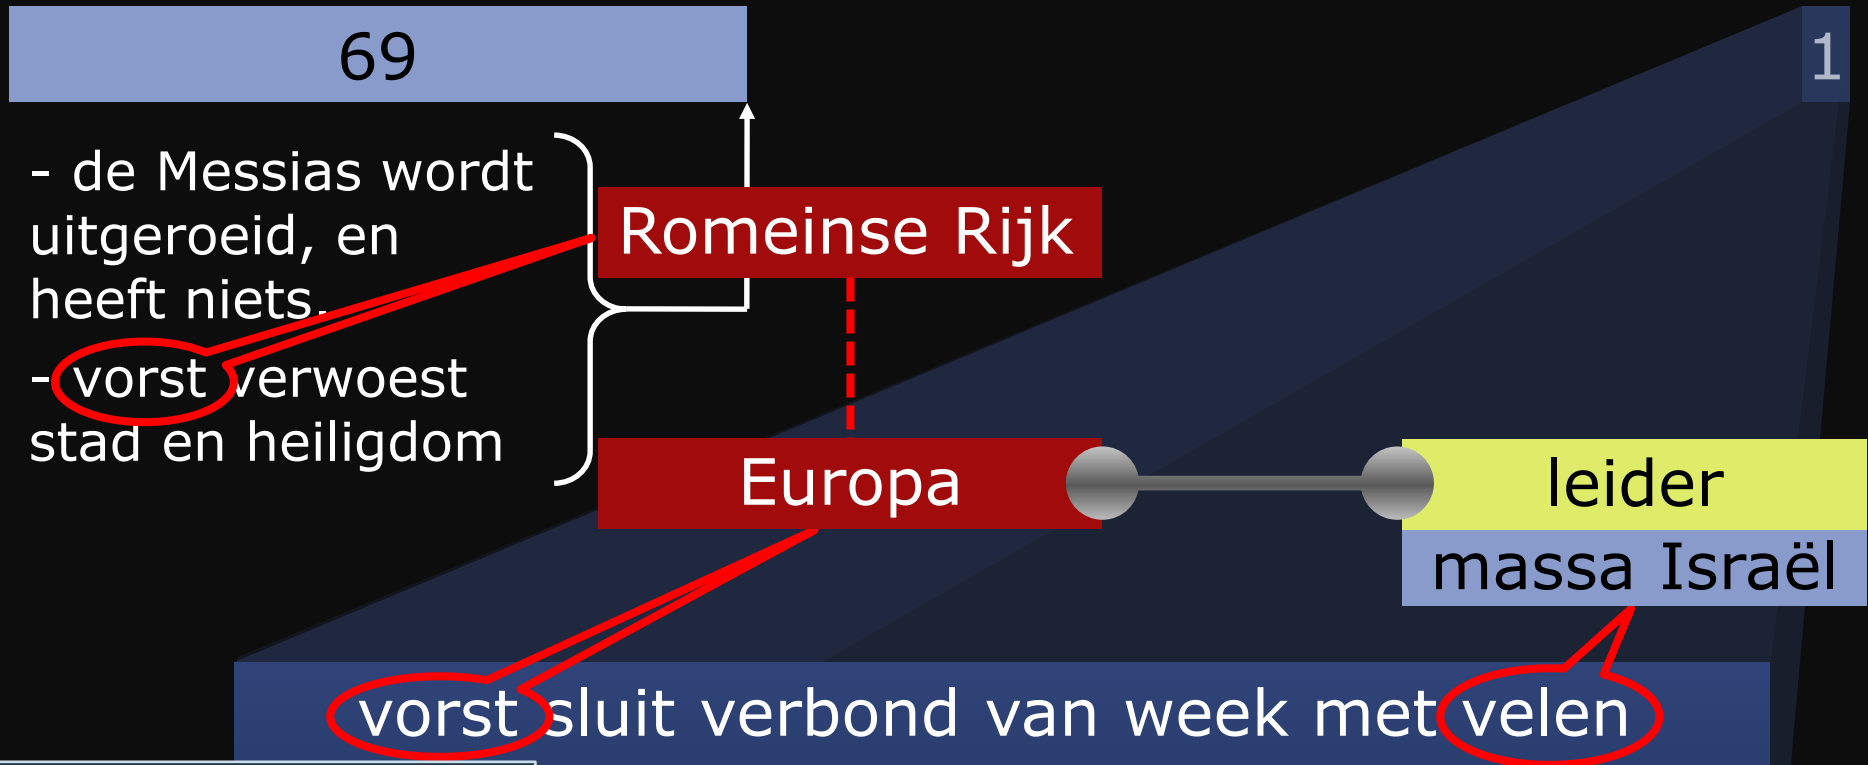 69
1
- de Messias wordt
uitgeroeid, en
heeft niets.
- vorst verwoest
stad en heiligdom
Romeinse Rijk
Europa
leider
massa Israël
vorst sluit verbond van week met velen